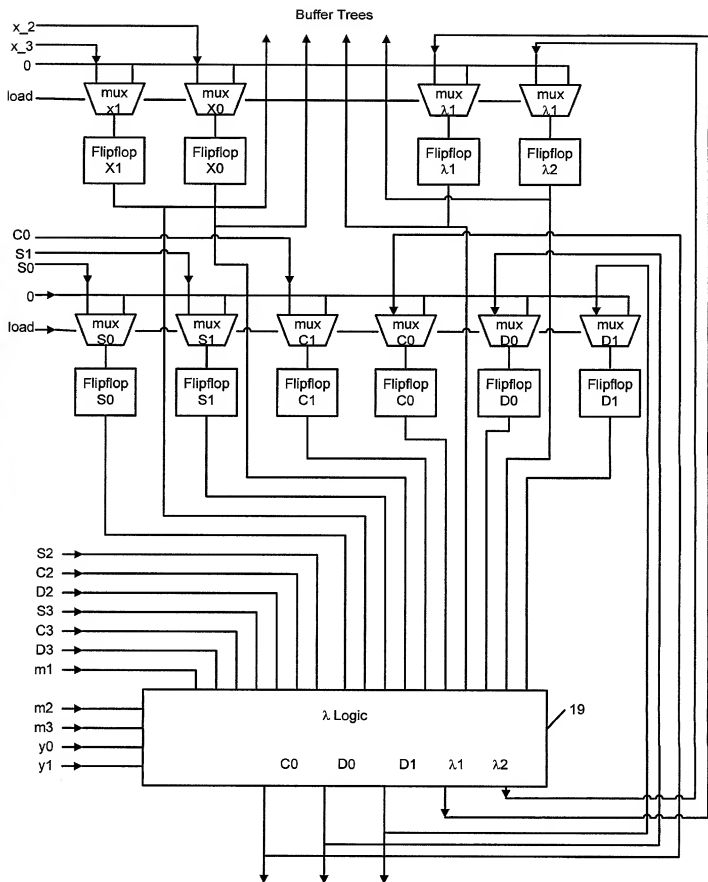 Buffer Trees
x_2
x_3
0
load
mux
x1
mux
X0
mux
λ1
mux
λ1
Flipflop
X1
Flipflop
X0
Flipflop
λ1
Flipflop
λ2
C0
S1
S0
0
load
mux
S0
mux
S1
mux
C1
mux
C0
mux
D0
mux
D1
Flipflop
S0
Flipflop
S1
Flipflop
C1
Flipflop
C0
Flipflop
D0
Flipflop
D1
S2
C2
D2
S3
C3
D3
m1
m2
m3
y0
y1
λ Logic
19
C0 D0 D1 λ1 λ2